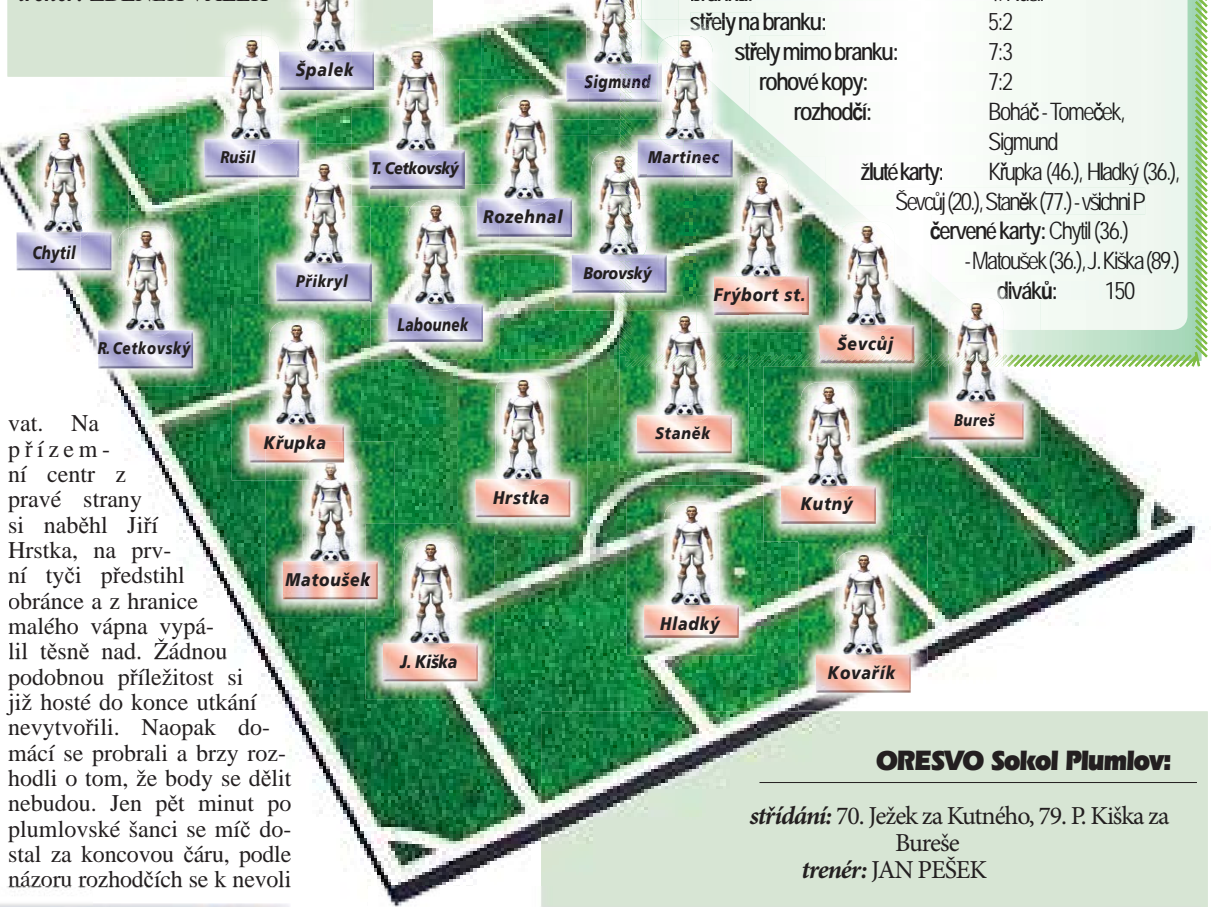 střely na branku: 5:2
střely mimo branku: 7:3
rohové kopy: 7:2
rozhodčí: Boháč - Tomeček,
Sigmund
žluté karty: Křupka (46.), Hladký (36.),
Ševcůj (20.), Staněk (77.) - všichni P
červené karty: Chytil (36.)
- Matoušek (36.), J. Kiška (89.)
diváků: 150
Špalek
Sigmund
Rušil
T. Cetkovský
Martinec
Rozehnal
Chytil
Přikryl
Borovský
Frýbort st.
Labounek
R. Cetkovský
Ševcůj
Křupka
Staněk
Bureš
Hrstka
Kutný
Matoušek
Hladký
J. Kiška
Kovařík
vat. Na
přízem-
ní centr z
pravé strany
si naběhl Jiří
Hrstka, na prv-
ní tyči předstihl
obránce a z hranice
malého vápna vypá-
lil těsně nad. Žádnou
podobnou příležitost si
již hosté do konce utkání
nevytvořili. Naopak do-
mácí se probrali a brzy roz-
hodli o tom, že body se dělit
nebudou. Jen pět minut po
plumlovské šanci se míč do-
stal za koncovou čáru, podle
názoru rozhodčích se k nevoli
ORESVO Sokol Plumlov:
střídání: 70. Ježek za Kutného, 79. P. Kiška za
Bureše
trenér: JAN PEŠEK